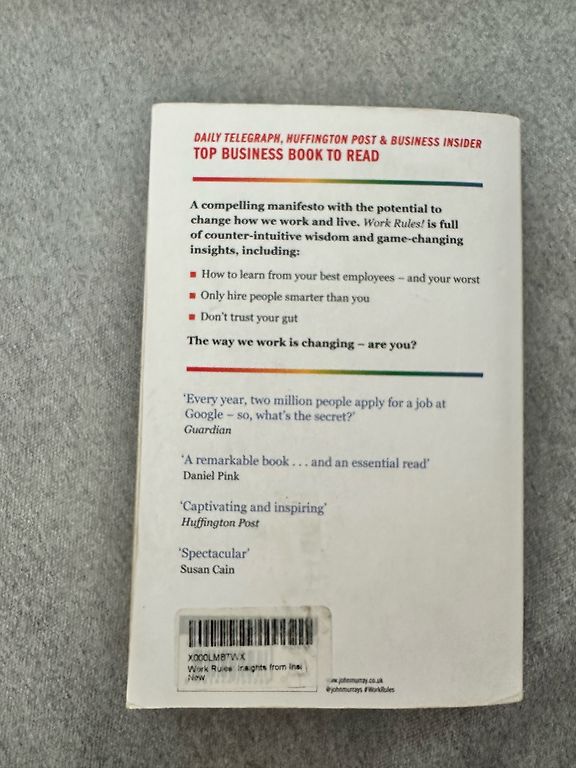 DAILY TELEGRAPH, HUFFINGTON POST & BUSINESS INSIDER
TOP BUSINESS BOOK TO READ
A compelling manifesto with the potential to
change how we work and live. Work Rules! is full
of counter-intuitive wisdom and game-changing
insights, including:
■ How to learn from your best employees – and your worst
■ Only hire people smarter than you
■ Don't trust your gut
The way we work is changing – are you?
'Every year, two million people apply for a job at
Google – so, what's the secret?'
Guardian
'A remarkable book . . . and an essential read'
Daniel Pink
'Captivating and inspiring'
Huffington Post
'Spectacular'
Susan Cain
Work Rules! Insights from
New
.johnmurray.co.uk
@johnmurrays #WorkRules